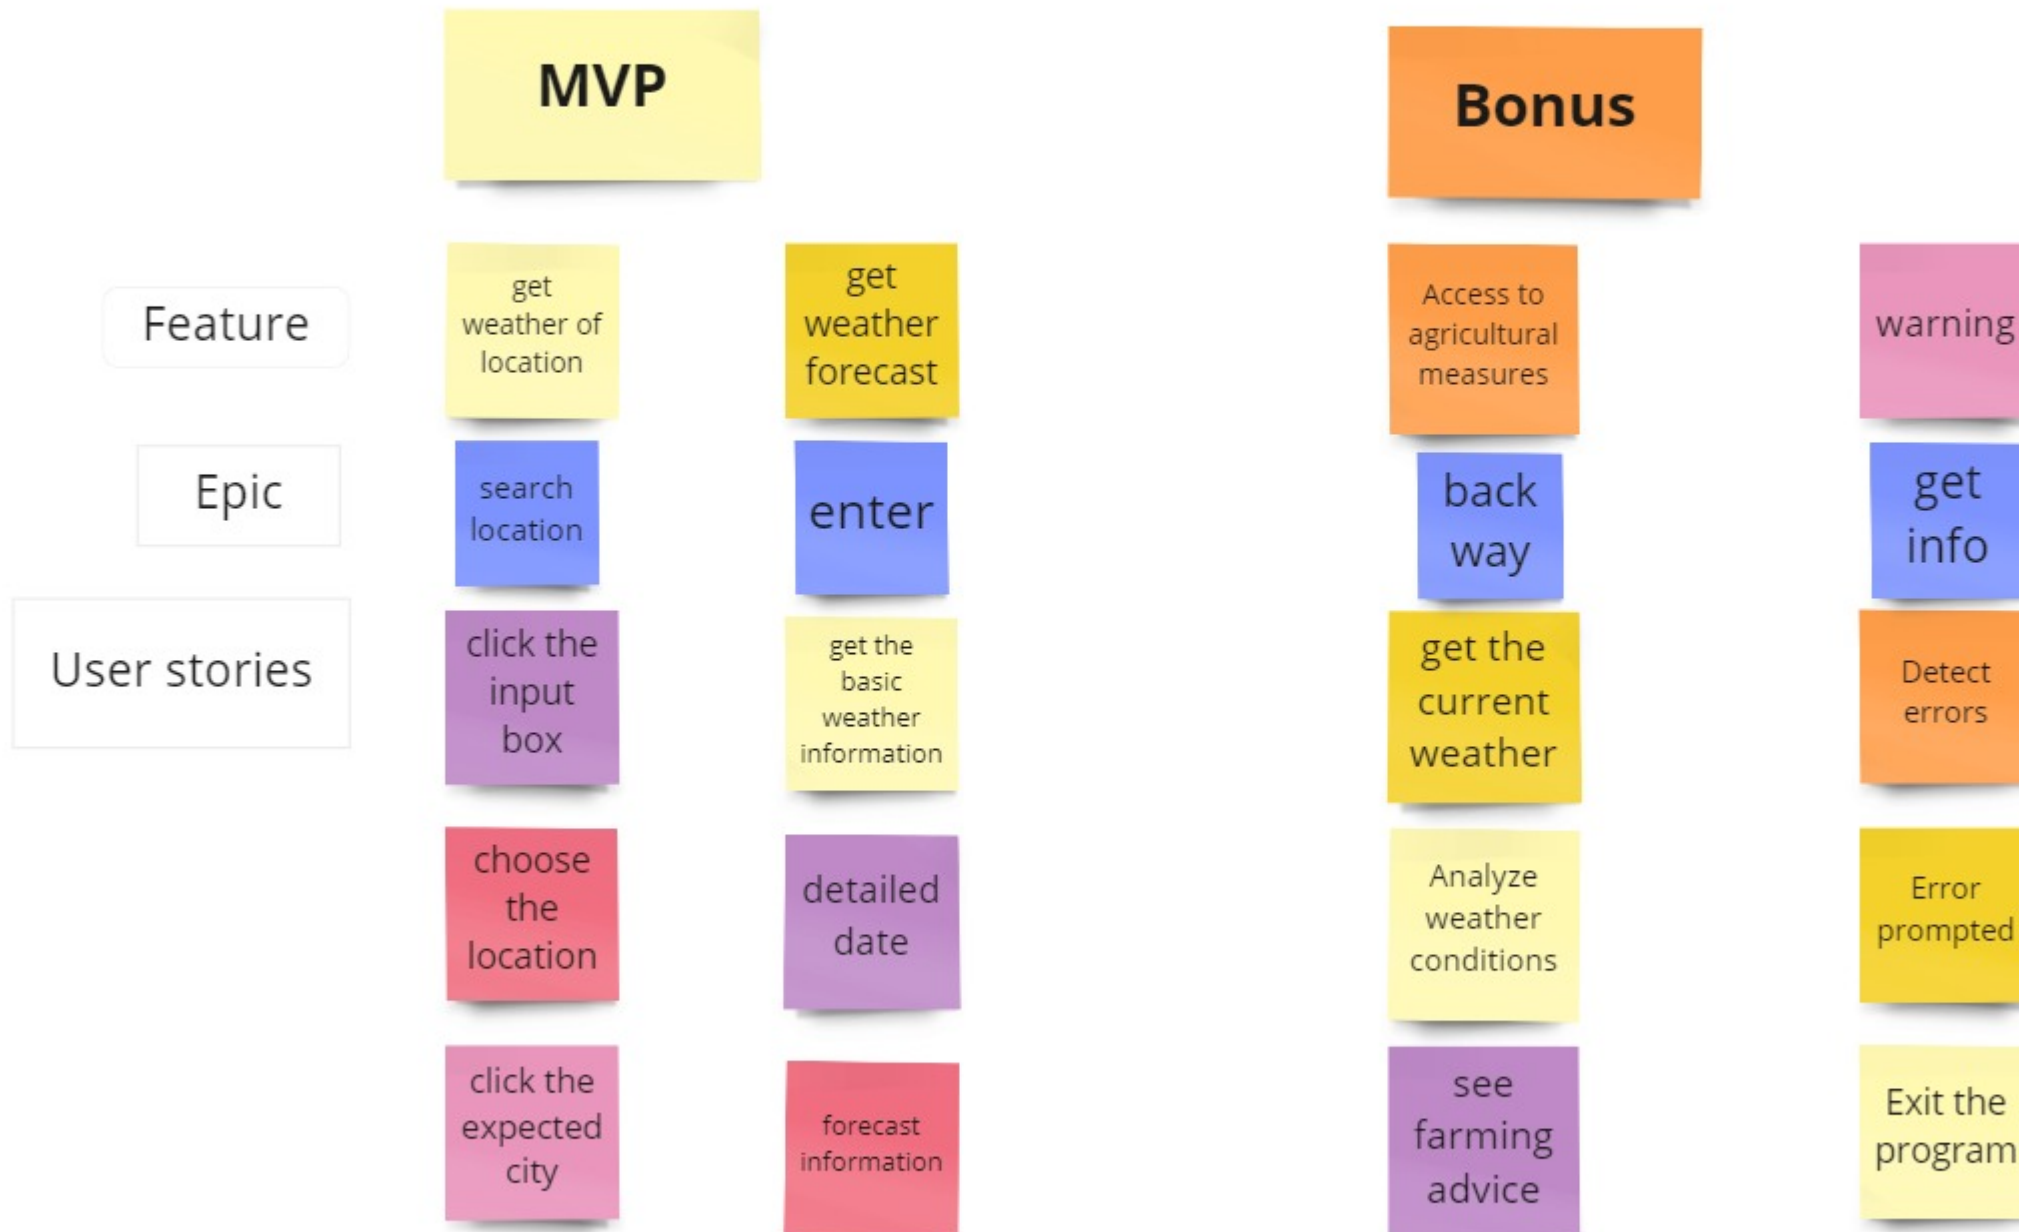 MVP
Bonus
Feature
get
weather of
location
get
weather
forecast
Access to
agricultural
measures
warning
Epic
search
location
enter
back
way
get
info
User stories
click the
input
box
get the
basic
weather
information
get the
current
weather
Detect
errors
choose
the
location
detailed
date
Analyze
weather
conditions
Error
prompted
click the
expected
city
forecast
information
see
farming
advice
Exit the
program